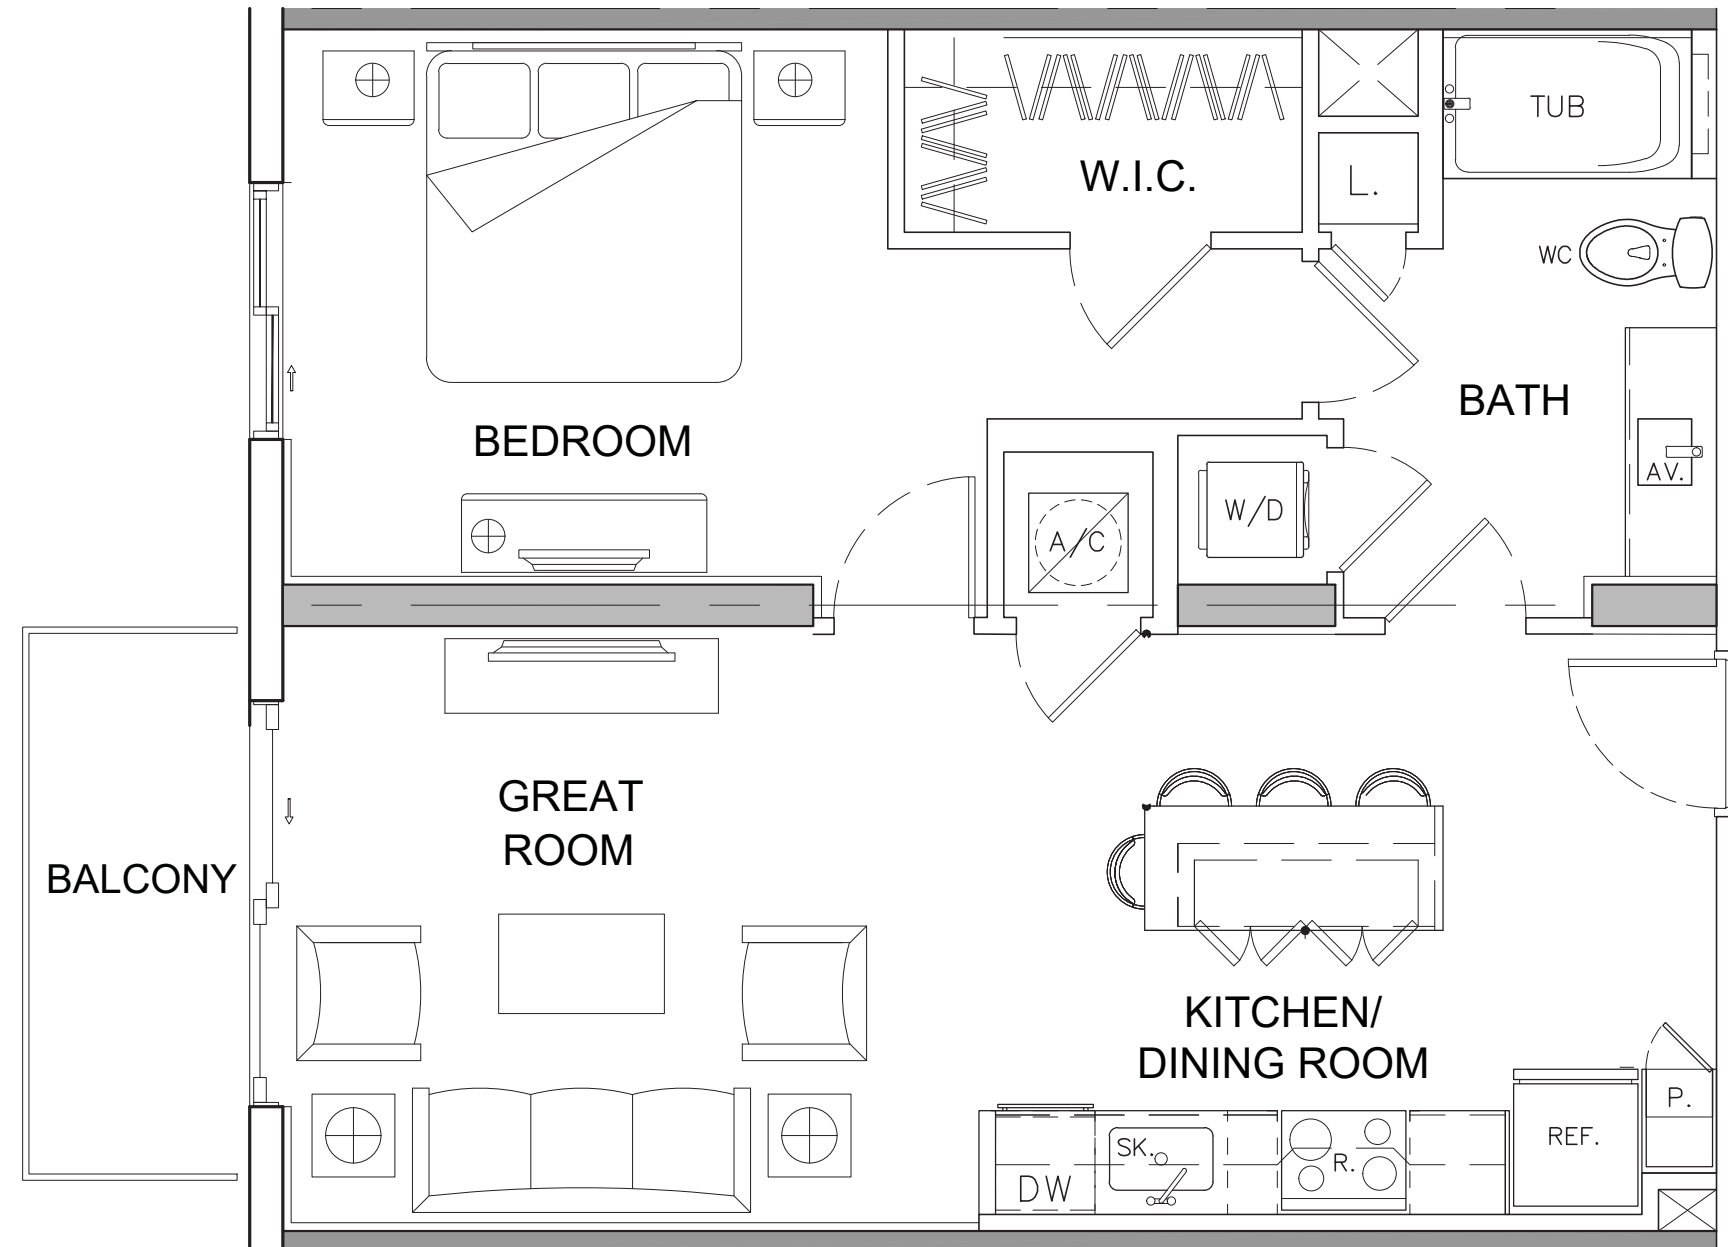 TUB
W.I.C.
L.
WC
BATH
BEDROOM
AV.
W/D
A/C
GREAT
ROOM
BALCONY
KITCHEN/
DINING ROOM
P.
REF.
SK.
R.
DW